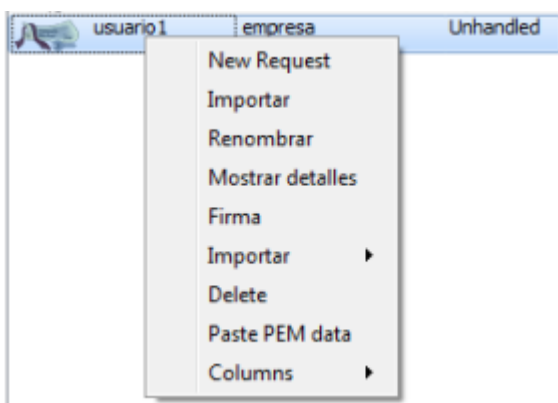 usuario1 empresa Unhandled
New Request
Importar
Renombrar
Mostrar detalles
Firma
Importar
Delete
Paste PEM data
Columns